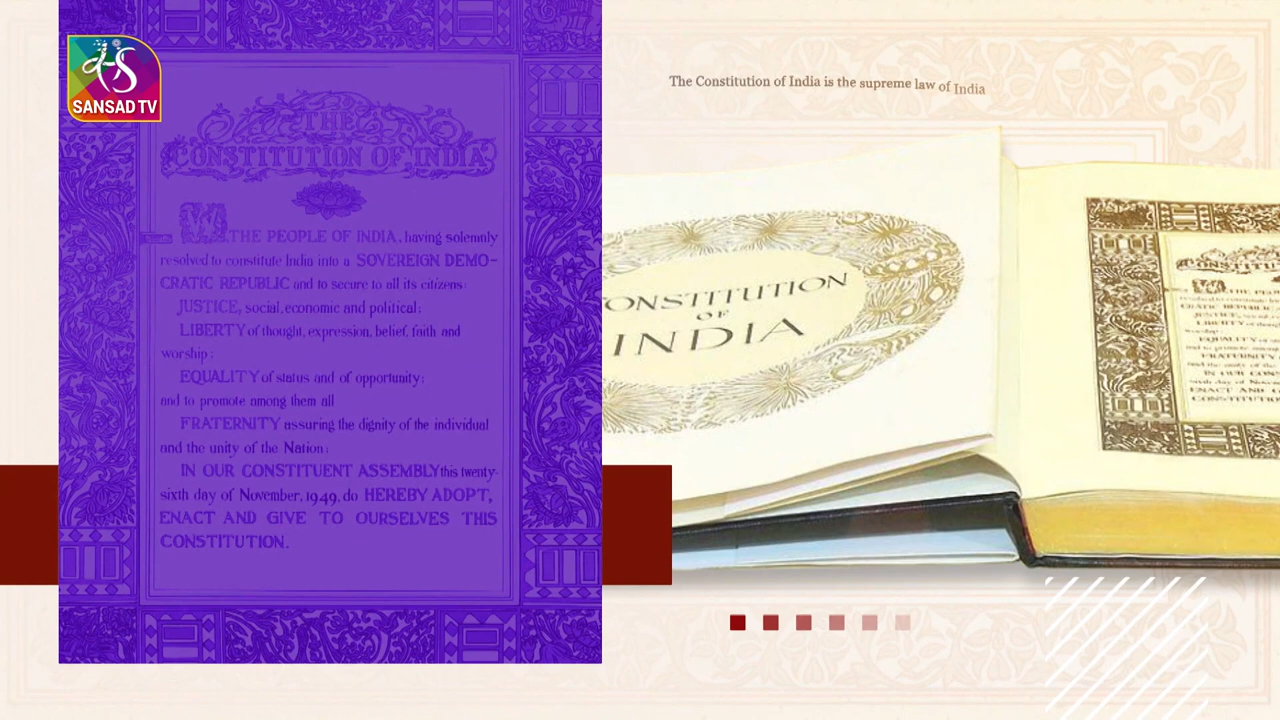 SANSAD TV
THE
CONSTITUTION OF INDIA
WE, THE PEOPLE OF INDIA, having solemnly
resolved to constitute India into a SOVEREIGN DEMO-
CRATIC REPUBLIC and to secure to all its citizens:
JUSTICE, social, economic and political;
LIBERTY of thought, expression, belief, faith and
worship;
EQUALITY of status and of opportunity;
and to promote among them all
FRATERNITY assuring the dignity of the individual
and the unity of the Nation;
IN OUR CONSTITUENT ASSEMBLY this twenty-
sixth day of November, 1949, do HEREBY ADOPT,
ENACT AND GIVE TO OURSELVES THIS
CONSTITUTION.
The Constitution of India is the supreme law of India
ONSTITUTION
OF
INDIA